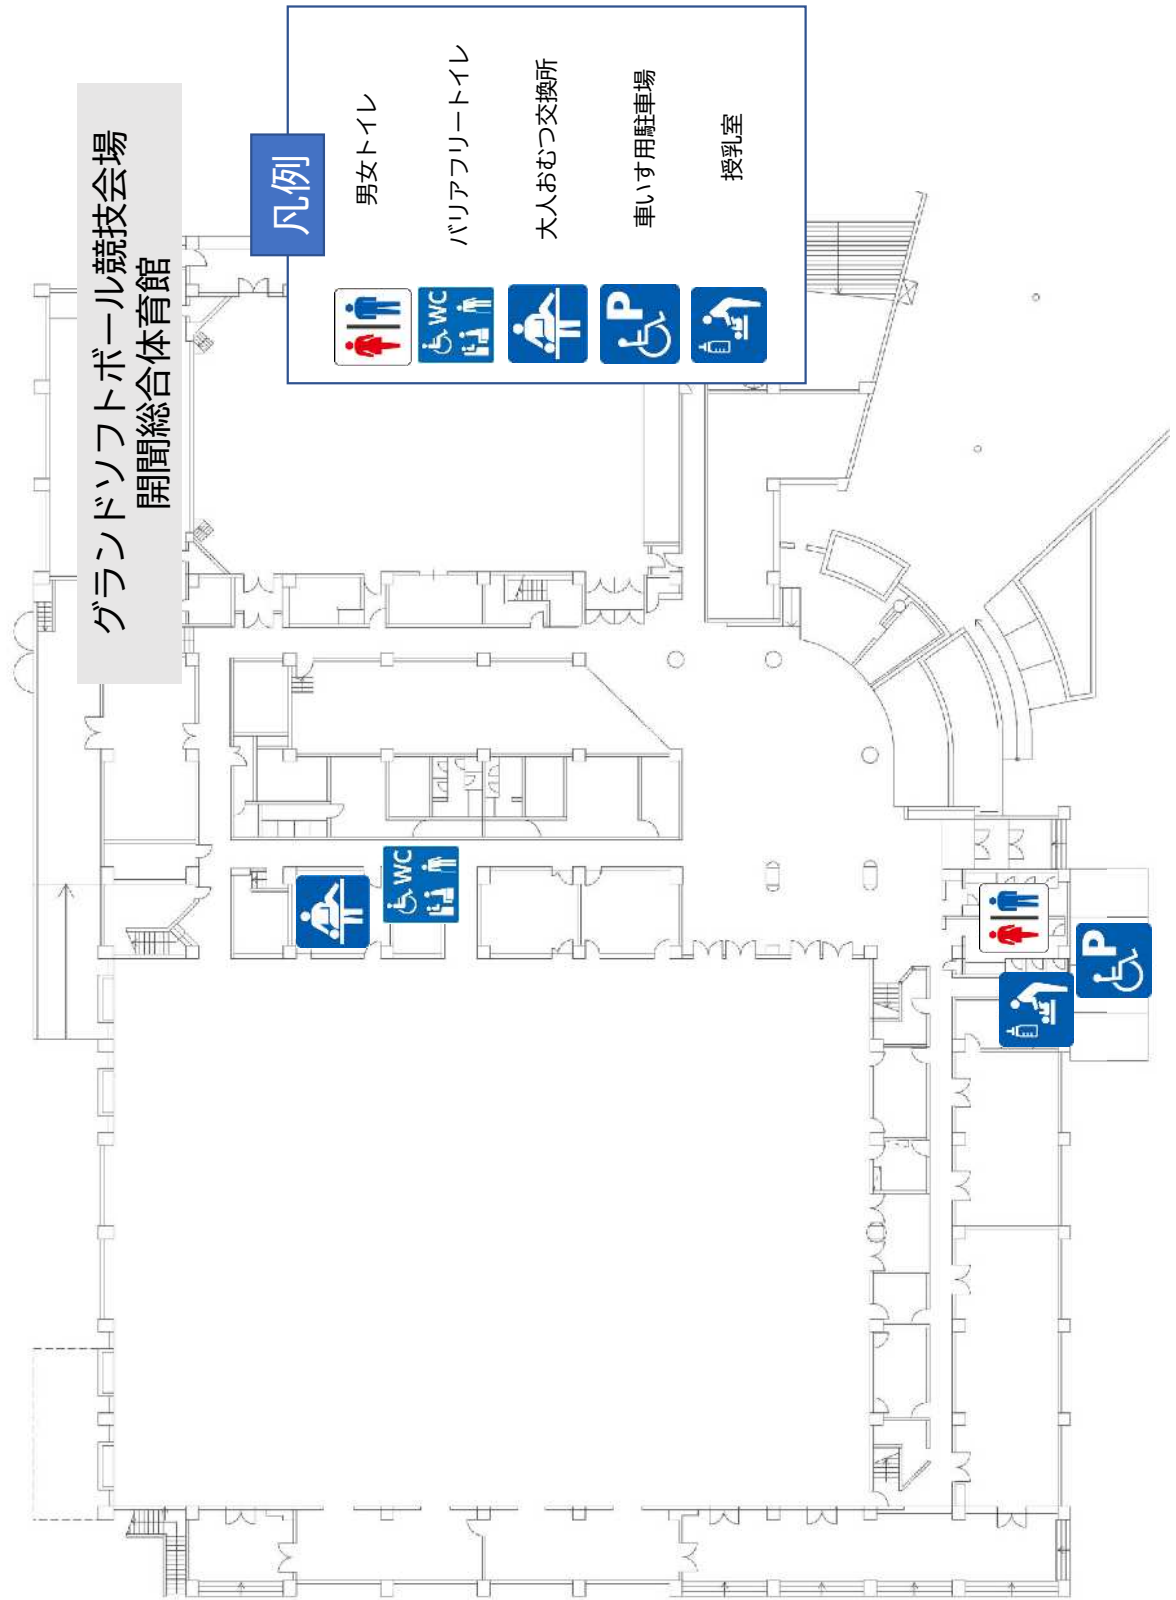 グランドソフトボール競技会場
開聞総合体育館
凡例
男女トイレ
WC
バリアフリートイレ
大人おむつ交換所
P
車いす用駐車場
授乳室
WC
P